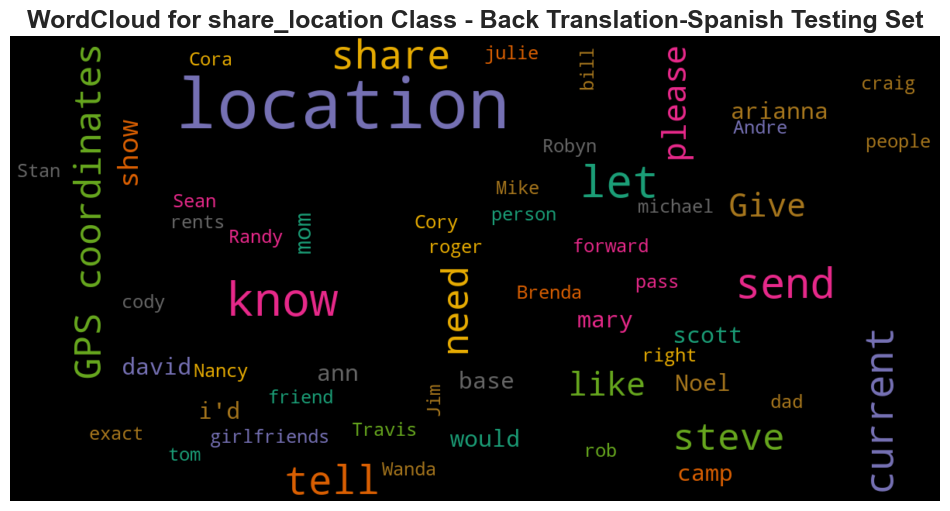 WordCloud for share_location Class - Back Translation-Spanish Testing Set
share
julie
Cora
bill
craig
location
please
GPS coordinates
show
arianna
Andre
people
Robyn
Stan
let
Mike
michael
Give
Sean
rents
person
Cory
Randy
mom
roger
forward
know
need
Brenda
pass
send
cody
mary
scott
right
current
david
Nancy
ann
base
like
Noel
friend
Jim
dad
i'd
exact
girlfriends
Travis
would
steve
tom
rob
Wanda
tell
camp